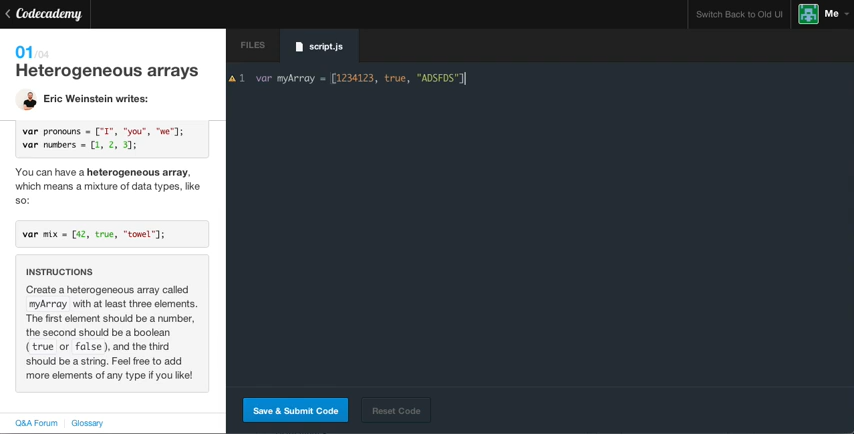 Codecademy
Switch Back to Old UI
Me
01/04
Heterogeneous arrays
Eric Weinstein writes:
var pronouns = ["I", "you", "we"];
var numbers = [1, 2, 3];
You can have a heterogeneous array,
which means a mixture of data types, like
so:
var mix = [42, true, "towel"];
INSTRUCTIONS
Create a heterogeneous array called
myArray with at least three elements.
The first element should be a number,
the second should be a boolean
(true or false), and the third
should be a string. Feel free to add
more elements of any type if you like!
Q&A Forum
Glossary
FILES
script.js
1 var myArray = [1234123, true, "ADSFDS"]
Save & Submit Code
Reset Code